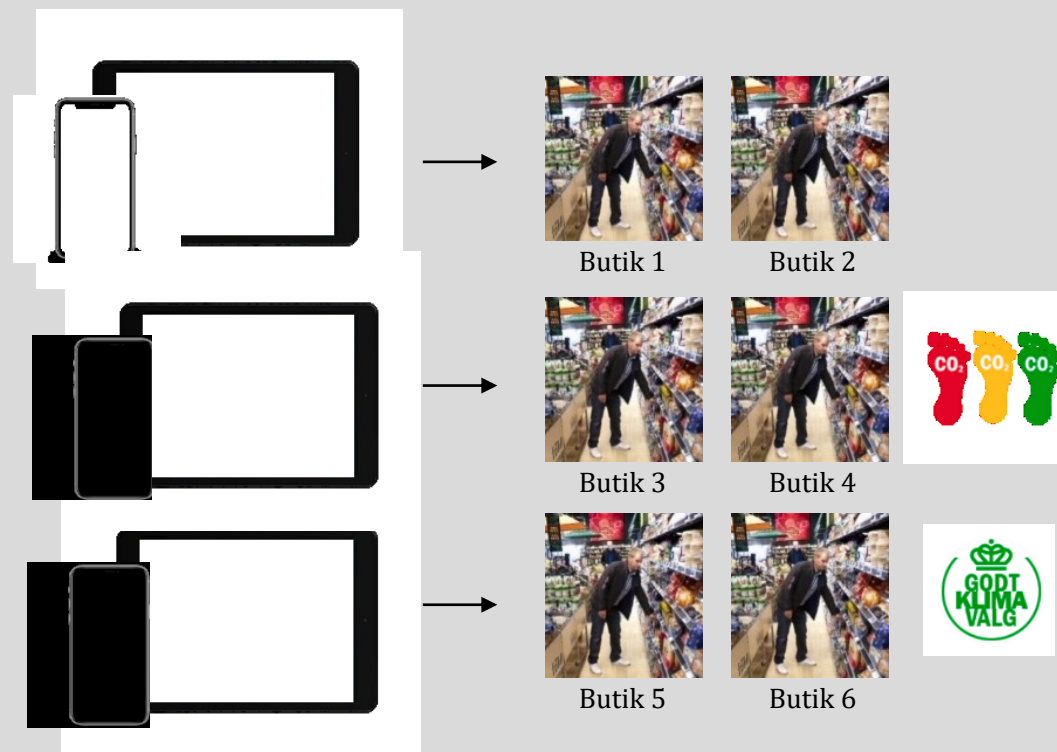 Butik 1
Butik 2
Butik 3
Butik 4
CO₂
CO₂
CO₂
Butik 5
Butik 6
GODT
KLIMA
VALG